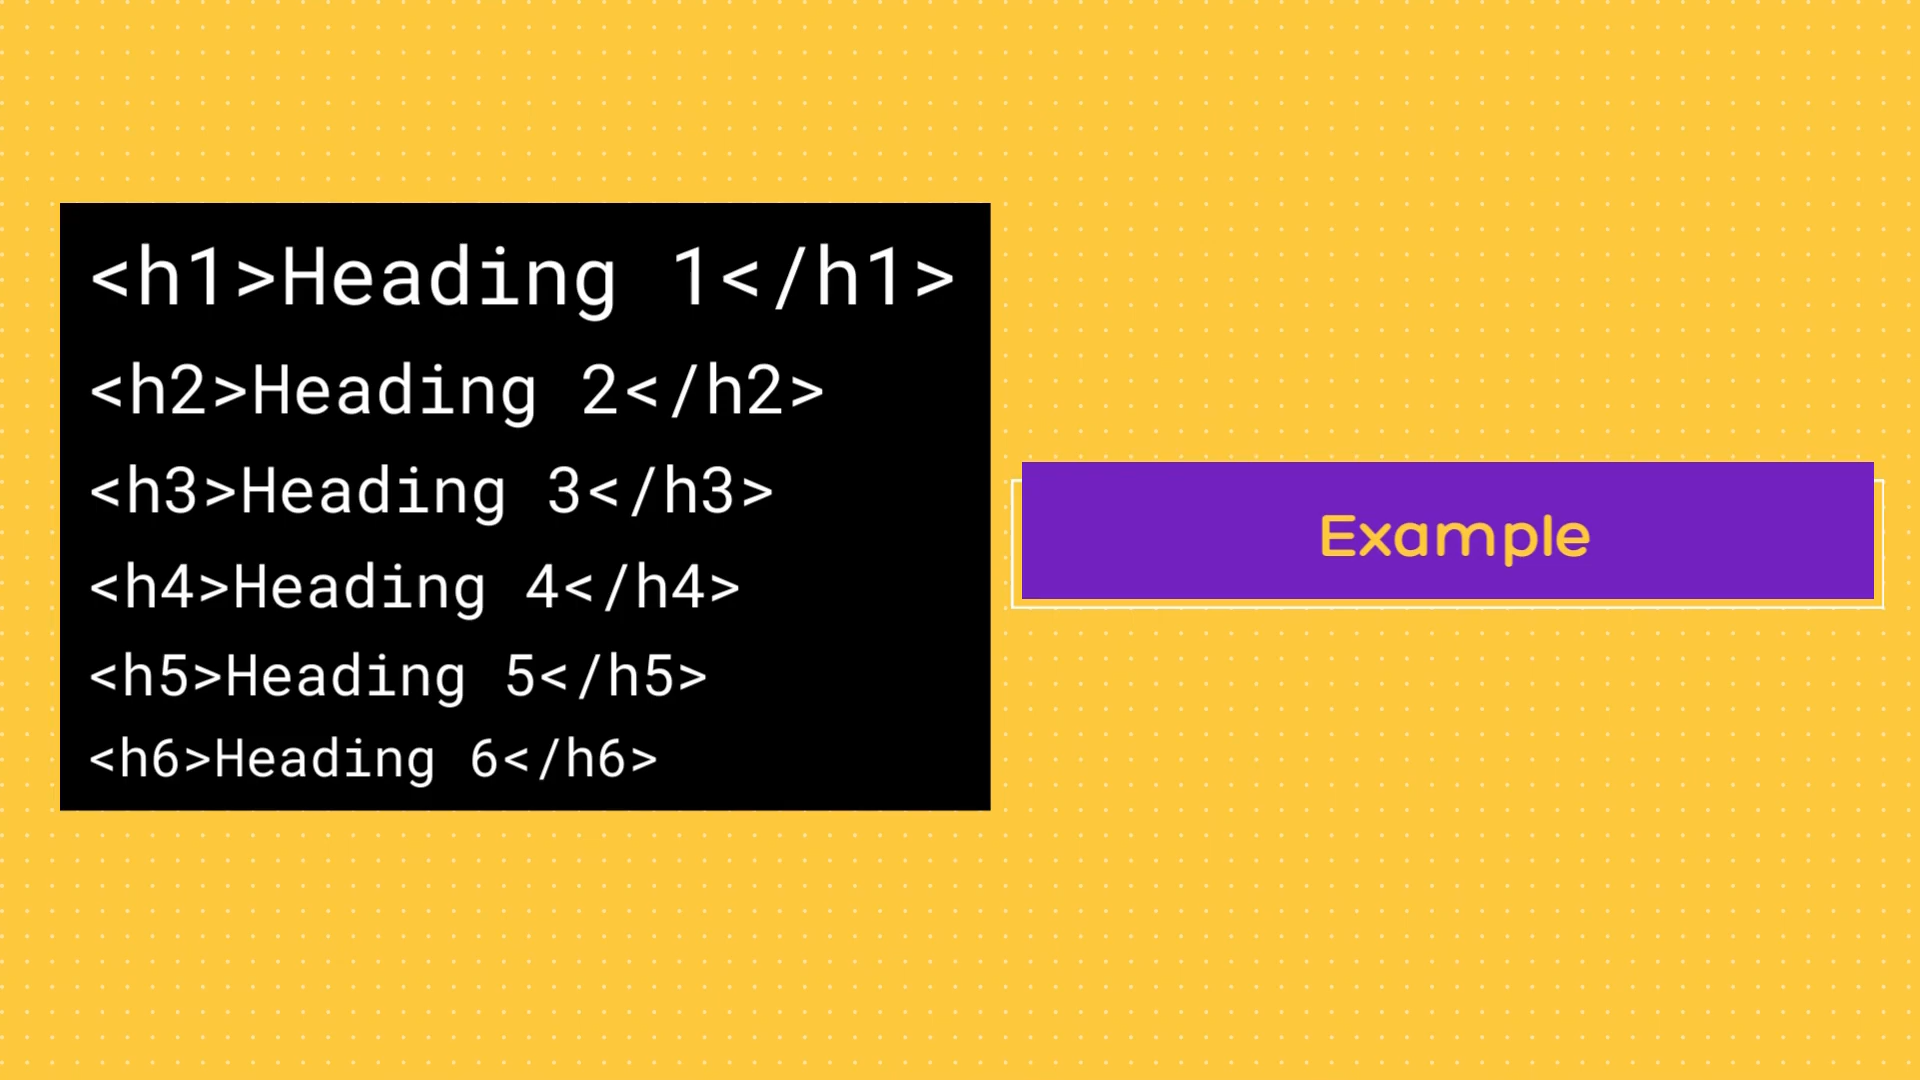 <h1>Heading 1</h1>
<h2>Heading 2</h2>
<h3>Heading 3</h3>
<h4>Heading 4</h4>
<h5>Heading 5</h5>
<h6>Heading 6</h6>
Example